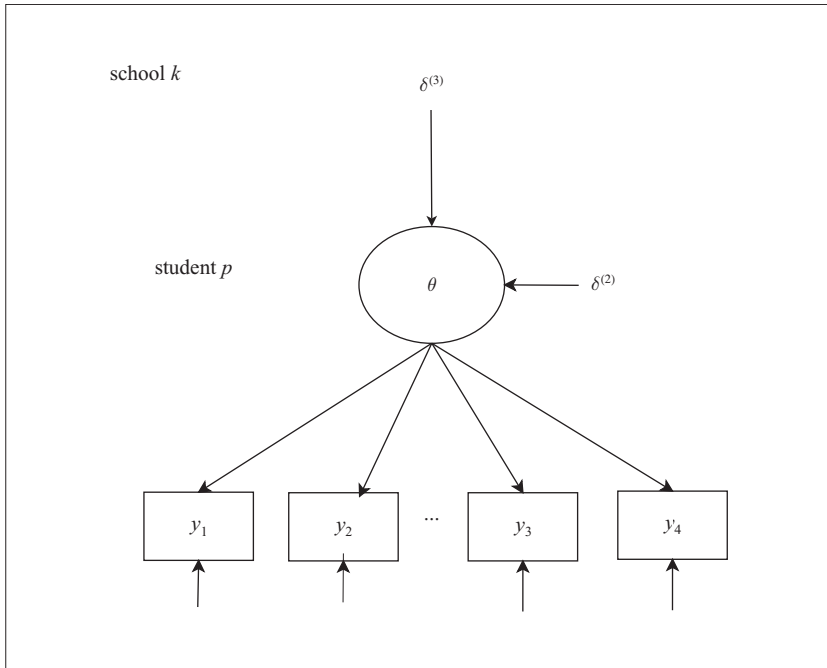 school k
δ(3)
student p
θ
δ(2)
y1
y2
...
y3
y4